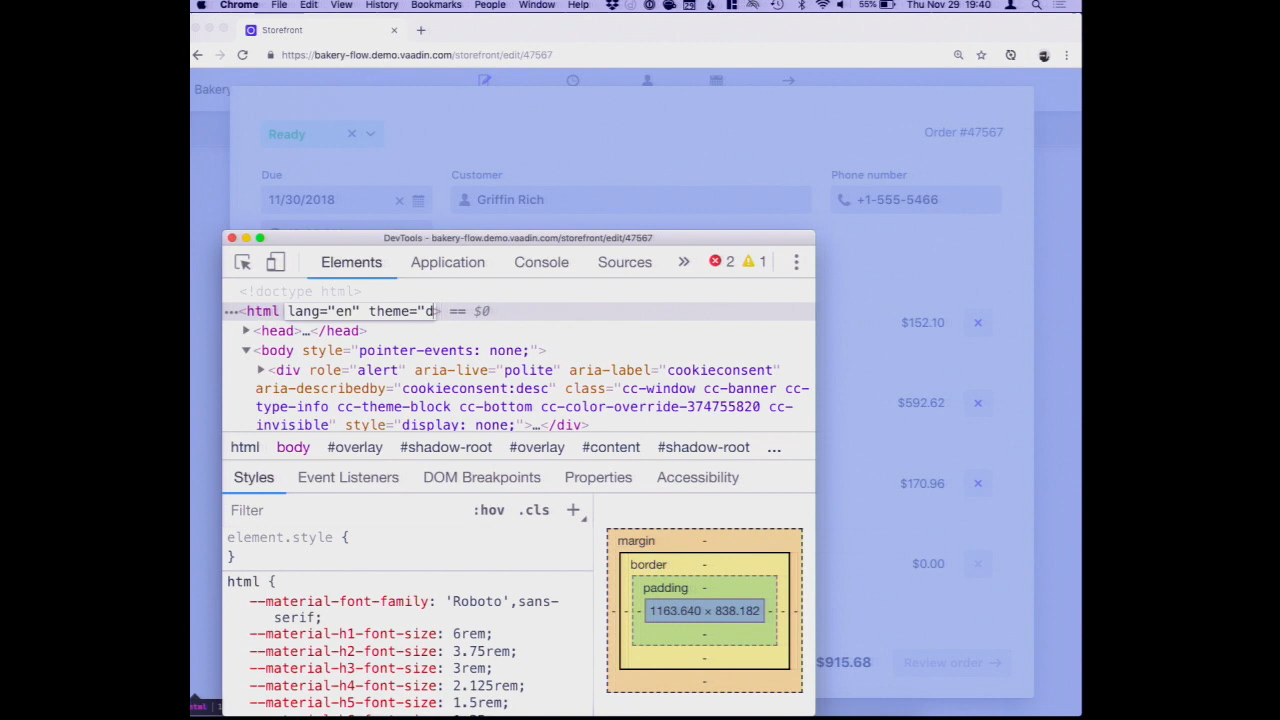 Chrome File Edit View History Bookmarks People Window Help 55% Thu Nov 29 19:40
Storefront
https://bakery-flow.demo.vaadin.com/storefront/edit/47567
Bakery
Ready
Order #47567
Due
Customer
Phone number
11/30/2018
Griffin Rich
+1-555-5466
DevTools - bakery-flow.demo.vaadin.com/storefront/edit/47567
Elements Application Console Sources » 2 1
<!doctype html>
…<html lang="en" theme="d> == $0
<head>…</head>
<body style="pointer-events: none;">
<div role="alert" aria-live="polite" aria-label="cookieconsent"
aria-describedby="cookieconsent:desc" class="cc-window cc-banner cc-
type-info cc-theme-block cc-bottom cc-color-override-374755820 cc-
invisible" style="display: none;">…</div>
html body #overlay #shadow-root #overlay #content #shadow-root ...
Styles Event Listeners DOM Breakpoints Properties Accessibility
Filter :hov .cls +
element.style {
}
html {
--material-font-family: 'Roboto',sans-
serif;
--material-h1-font-size: 6rem;
--material-h2-font-size: 3.75rem;
--material-h3-font-size: 3rem;
--material-h4-font-size: 2.125rem;
--material-h5-font-size: 1.5rem;
margin -
border -
padding -
- - - 1163.640 × 838.182 - - -
-
-
-
$152.10
$592.62
$170.96
$0.00
$915.68
Review order
html